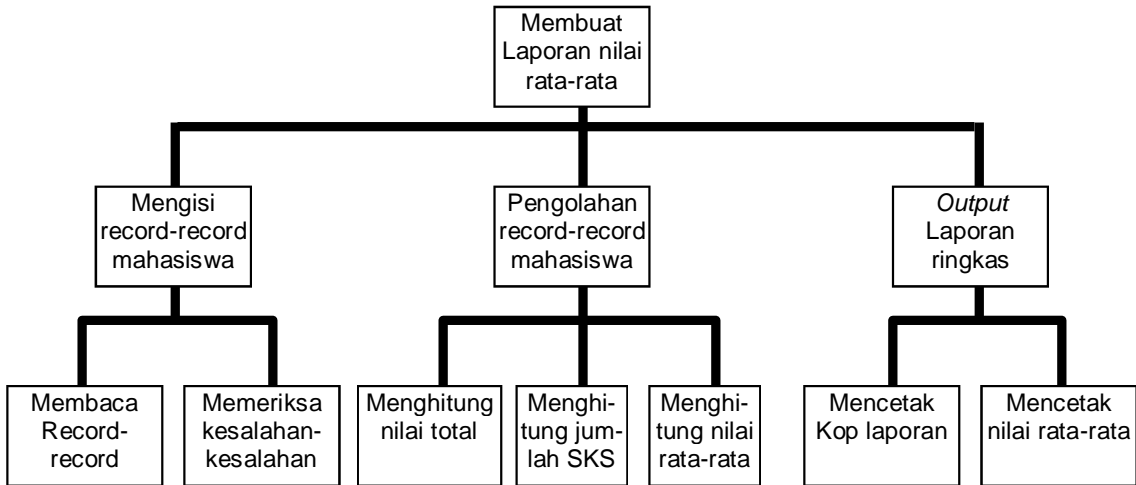 Membuat
Laporan nilai
rata-rata
Mengisi
record-record
mahasiswa
Pengolahan
record-record
mahasiswa
Output
Laporan
ringkas
Membaca
Record-
record
Memeriksa
kesalahan-
kesalahan
Menghitung
nilai total
Menghi-
tung jum-
lah SKS
Menghi-
tung nilai
rata-rata
Mencetak
Kop laporan
Mencetak
nilai rata-rata